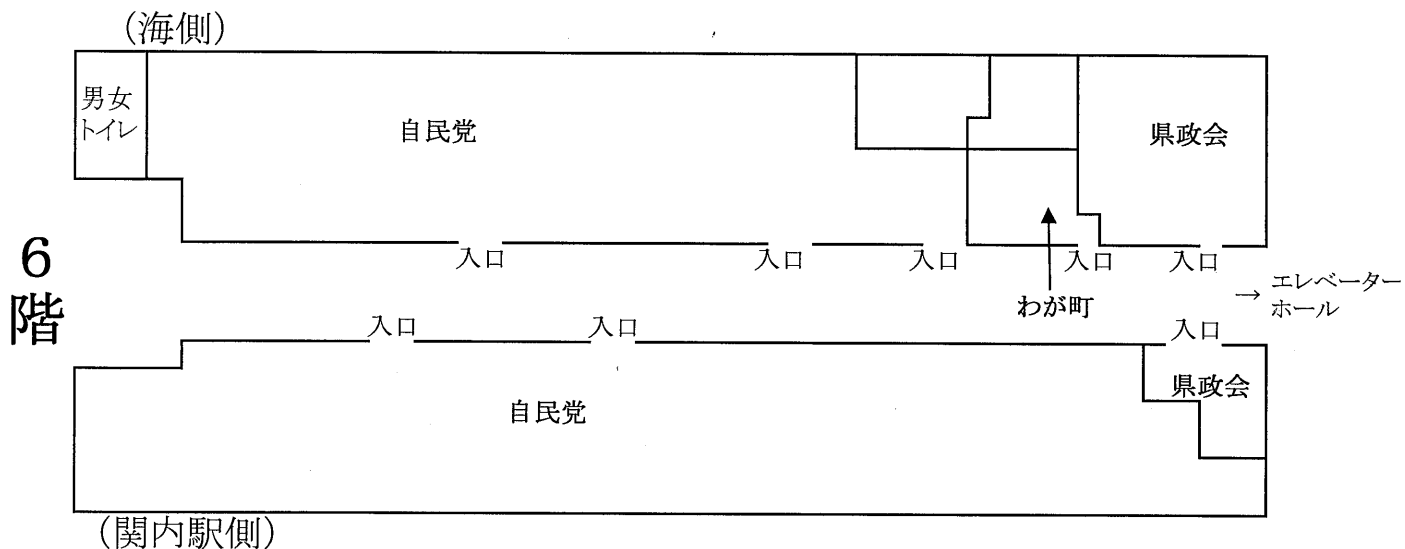 (海側)
男女
トイレ
自民党
県政会
入口
入口
入口
入口
入口
6
階
わが町
→ エレベーター
ホール
入口
入口
入口
県政会
自民党
(関内駅側)